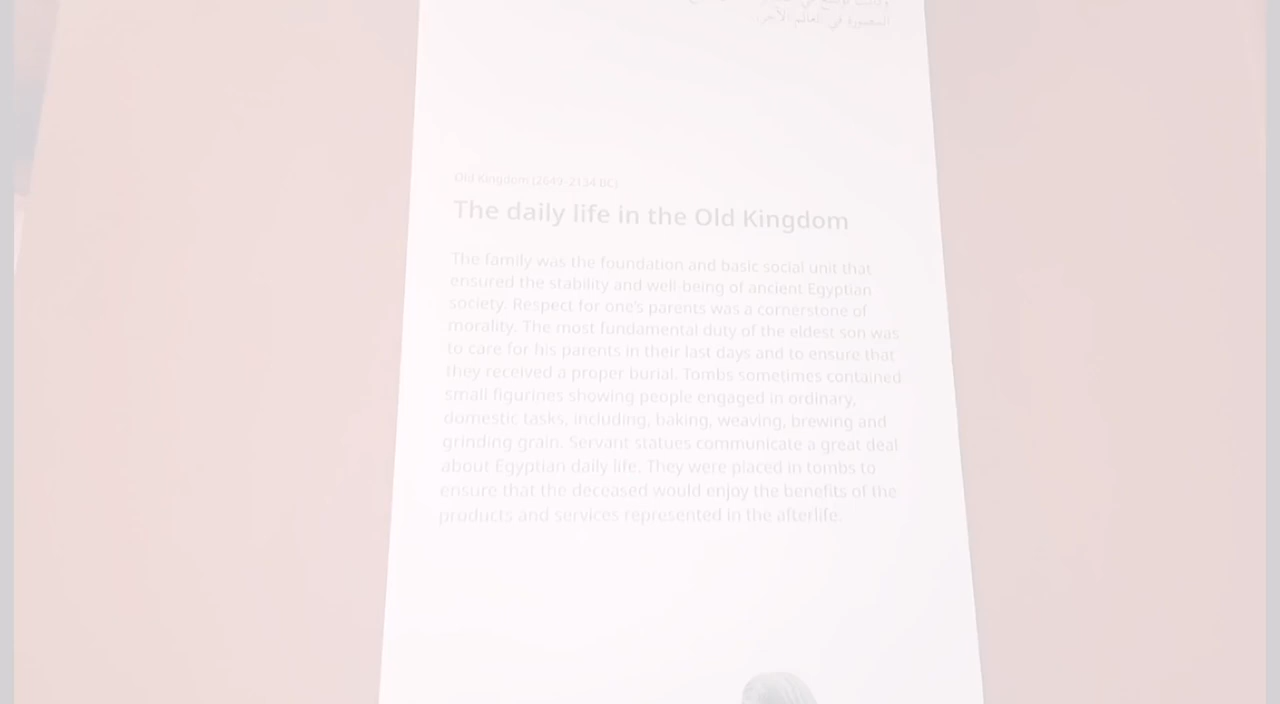 المصورة في العالم الآخر.
Old Kingdom (2649-2134 BC)
The daily life in the Old Kingdom
The family was the foundation and basic social unit that
ensured the stability and well-being of ancient Egyptian
society. Respect for one's parents was a cornerstone of
morality. The most fundamental duty of the eldest son was
to care for his parents in their last days and to ensure that
they received a proper burial. Tombs sometimes contained
small figurines showing people engaged in ordinary,
domestic tasks, including, baking, weaving, brewing and
grinding grain. Servant statues communicate a great deal
about Egyptian daily life. They were placed in tombs to
ensure that the deceased would enjoy the benefits of the
products and services represented in the afterlife.